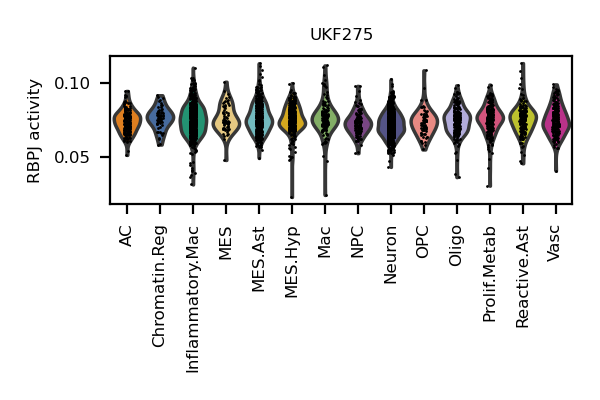 UKF275
RBPJ activity
0.10
0.05
AC
Chromatin.Reg
Inflammatory.Mac
MES
MES.Ast
MES.Hyp
Mac
NPC
Neuron
OPC
Oligo
Prolif.Metab
Reactive.Ast
Vasc